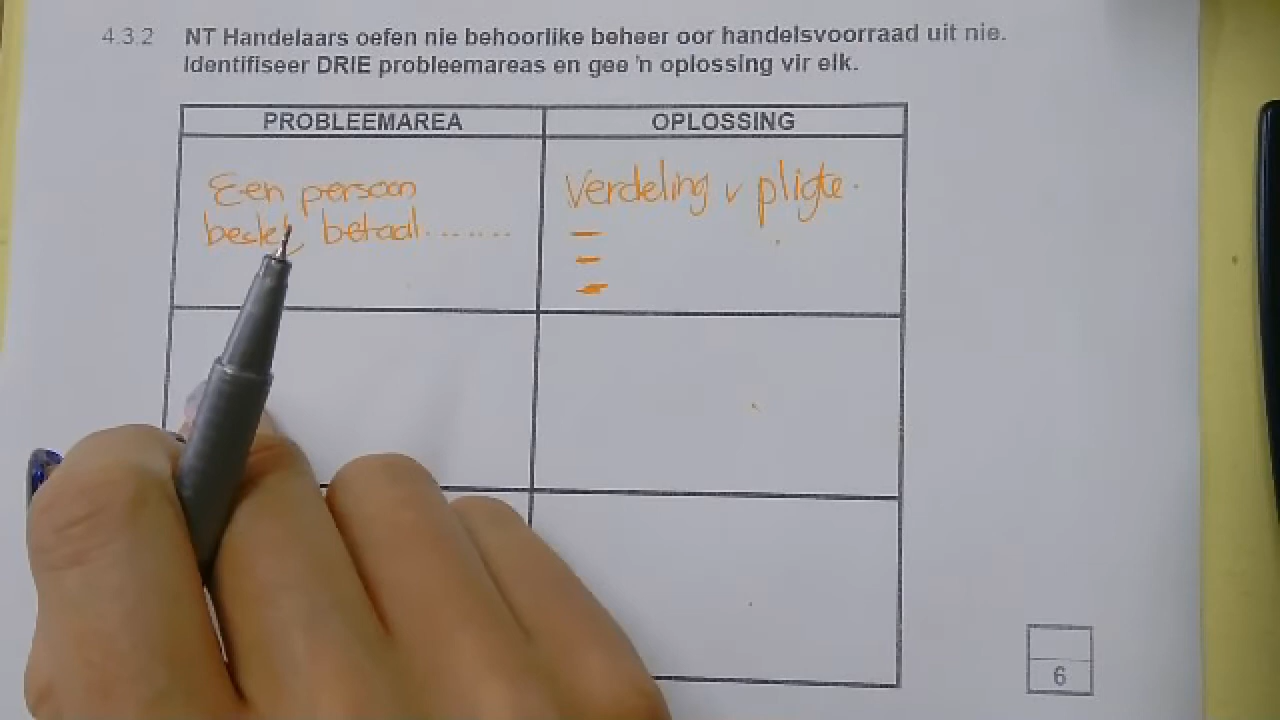 4.3.2 NT Handelaars oefen nie behoorlike beheer oor handelsvoorraad uit nie.
Identifiseer DRIE probleemareas en gee 'n oplossing vir elk.
PROBLEEMAREA OPLOSSING
Een persoon
bestel, betaal.......
Verdeling v pligte.
-
-
-
6